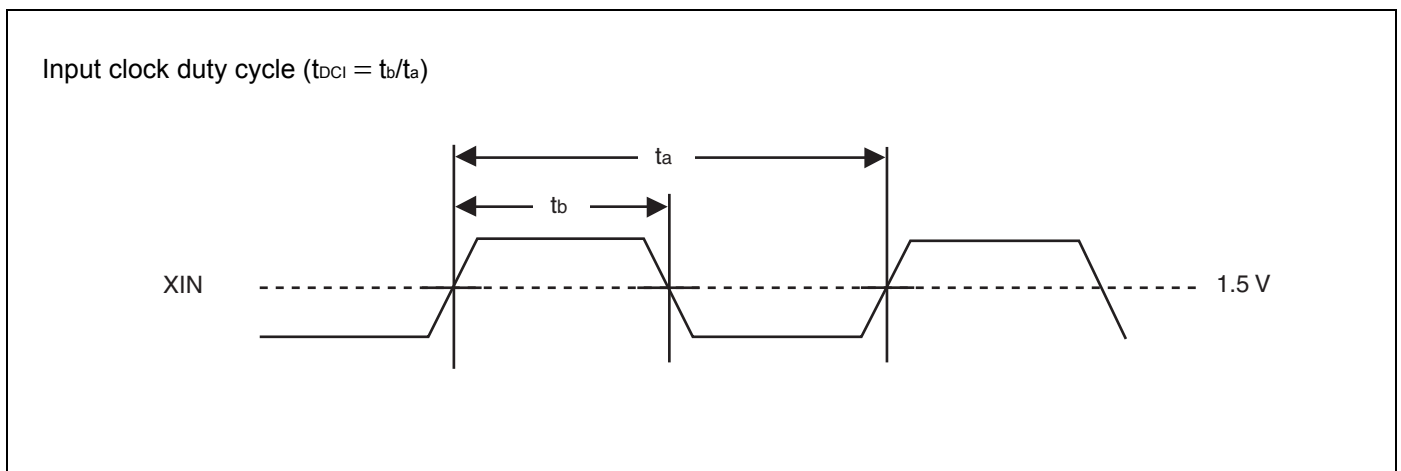 Input clock duty cycle (tDCI = tb/ta)
ta
tb
XIN
1.5 V